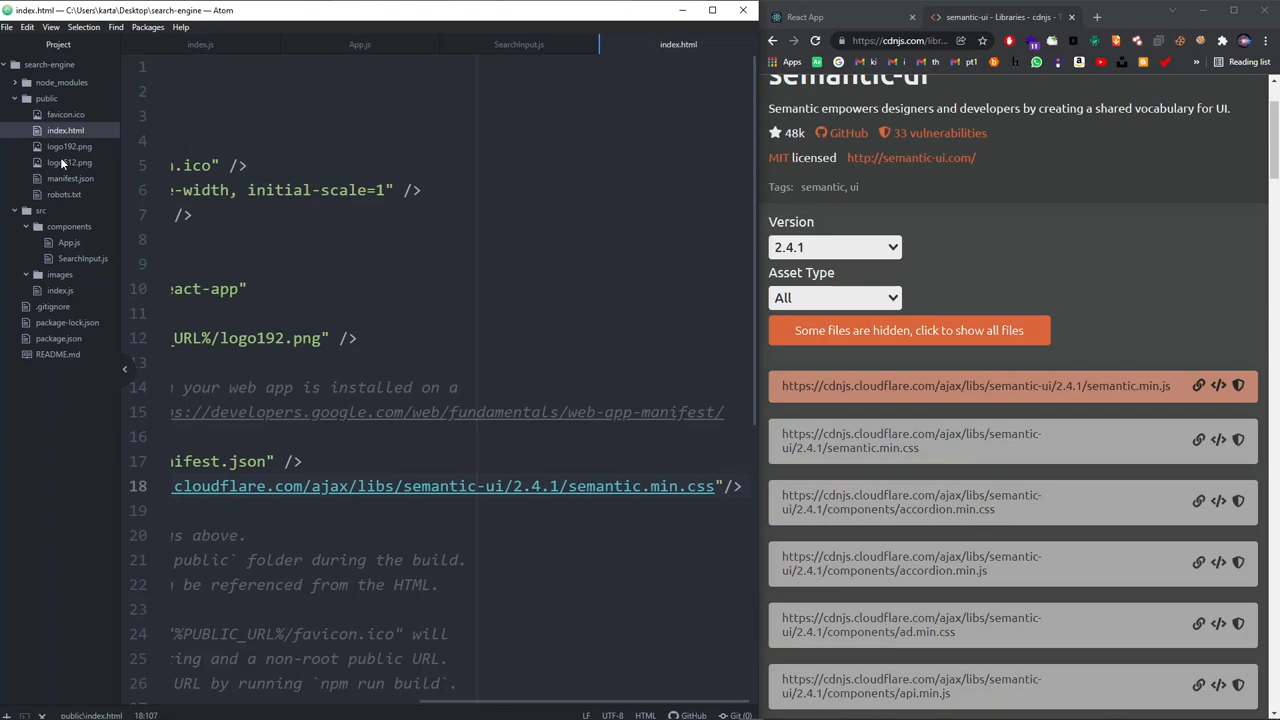 index.html — C:\Users\karta\Desktop\search-engine — Atom
File Edit View Selection Find Packages Help
Project
search-engine
node_modules
public
favicon.ico
index.html
logo192.png
manifest.json
robots.txt
src
components
App.js
SearchInput.js
images
index.js
.gitignore
package-lock.json
package.json
README.md
index.js App.js SearchInput.js index.html
1
2
3
4
5 n.ico" />
6 e-width, initial-scale=1" />
7 />
8
9
10 eact-app"
11
12 _URL%/logo192.png" />
13
14 n your web app is installed on a
15 ps://developers.google.com/web/fundamentals/web-app-manifest/
16
17 nifest.json" />
18 cloudflare.com/ajax/libs/semantic-ui/2.4.1/semantic.min.css"/>
19
20 gs above.
21 public` folder during the build.
22 n be referenced from the HTML.
23
24 "%PUBLIC_URL%/favicon.ico" will
25 ring and a non-root public URL.
26 URL by running `npm run build`.
public\index.html 18:107 LF UTF-8 HTML GitHub Git (0)
React App
semantic-ui - Libraries - cdnjs -
https://cdnjs.com/libr...
Apps ki i th pt1 Reading list
semantic-ui
Semantic empowers designers and developers by creating a shared vocabulary for UI.
48k GitHub 33 vulnerabilities
MIT licensed http://semantic-ui.com/
Tags: semantic, ui
Version
2.4.1
Asset Type
All
Some files are hidden, click to show all files
https://cdnjs.cloudflare.com/ajax/libs/semantic-ui/2.4.1/semantic.min.js
https://cdnjs.cloudflare.com/ajax/libs/semantic-
ui/2.4.1/semantic.min.css
https://cdnjs.cloudflare.com/ajax/libs/semantic-
ui/2.4.1/components/accordion.min.css
https://cdnjs.cloudflare.com/ajax/libs/semantic-
ui/2.4.1/components/accordion.min.js
https://cdnjs.cloudflare.com/ajax/libs/semantic-
ui/2.4.1/components/ad.min.css
https://cdnjs.cloudflare.com/ajax/libs/semantic-
ui/2.4.1/components/api.min.js